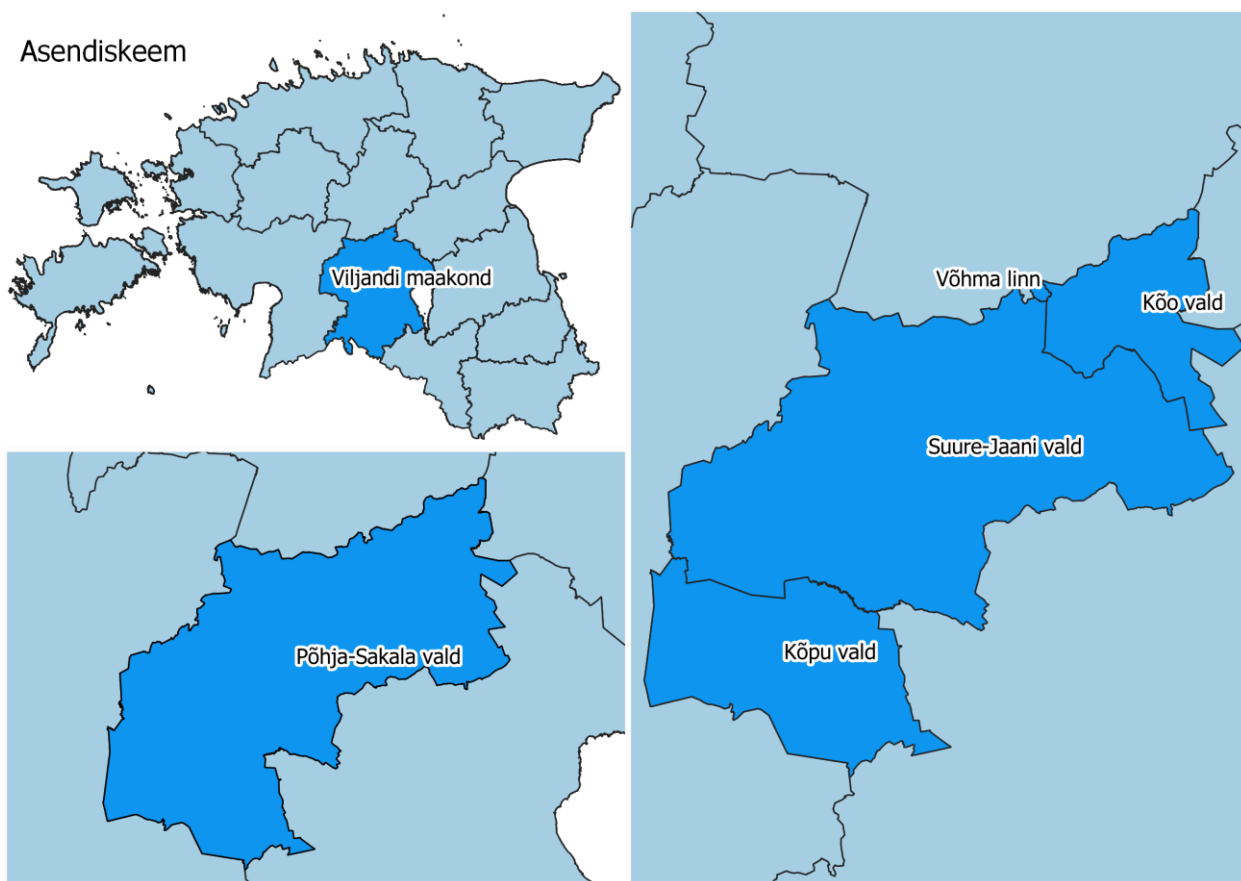 Asendiskeem
Viljandi maakond
Põhja-Sakala vald
Võhma linn
Kõo vald
Suure-Jaani vald
Kõpu vald